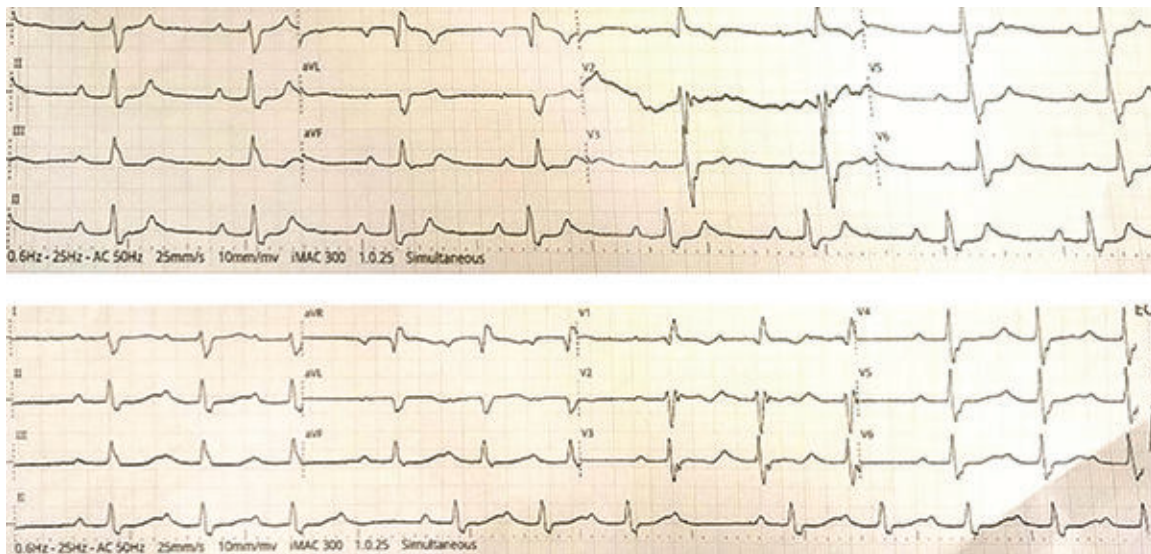 II
aVL
V2
V5
III
aVF
V3
V6
II
0.6Hz - 25Hz - AC 50Hz 25mm/s 10mm/mv iMAC 300 1.0.25 Simultaneous
I
aVR
V1
V4
EC
II
aVL
V2
V5
III
aVF
V3
V6
II
0.6Hz - 25Hz - AC 50Hz 25mm/s 10mm/mv iMAC 300 1.0.25 Simultaneous